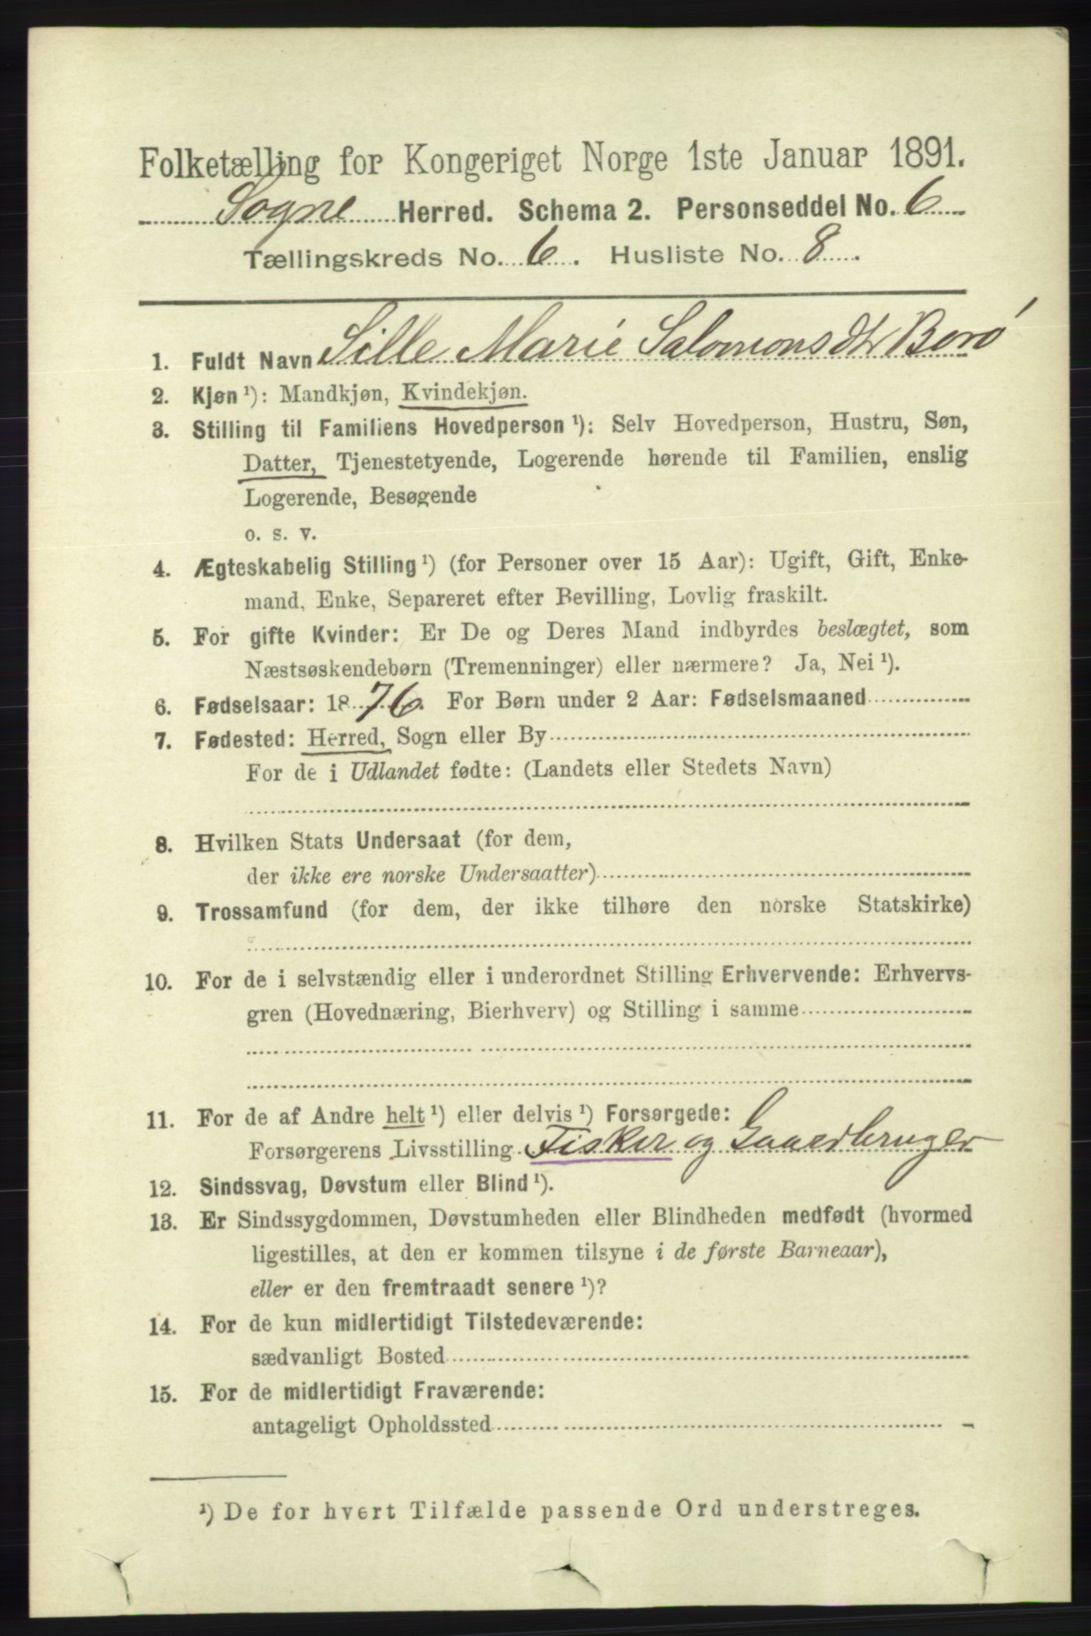 Folketælling for Kongeriget Norge 1ste Januar 1891.
Sogne Herred. Schema 2. Personseddel No. 6
Tællingskreds No. 6. Husliste No. 8.
1. Fuldt Navn Sille Marie Salomonsdtr Borö
2. Kjøn ¹): Mandkjøn, Kvindekjøn.
3. Stilling til Familiens Hovedperson ¹): Selv Hovedperson, Hustru, Søn,
Datter, Tjenestetyende, Logerende hørende til Familien, enslig
Logerende, Besøgende
o. s. v.
4. Ægteskabelig Stilling ¹) (for Personer over 15 Aar): Ugift, Gift, Enke-
mand, Enke, Separeret efter Bevilling, Lovlig fraskilt.
5. For gifte Kvinder: Er De og Deres Mand indbyrdes beslægtet, som
Næstsøskendebørn (Tremenninger) eller nærmere? Ja, Nei ¹).
6. Fødselsaar: 1876. For Børn under 2 Aar: Fødselsmaaned
7. Fødested: Herred, Sogn eller By
For de i Udlandet fødte: (Landets eller Stedets Navn)
8. Hvilken Stats Undersaat (for dem,
der ikke ere norske Undersaatter)
9. Trossamfund (for dem, der ikke tilhøre den norske Statskirke)
10. For de i selvstændig eller i underordnet Stilling Erhvervende: Erhvervs-
gren (Hovednæring, Bierhverv) og Stilling i samme
11. For de af Andre helt ¹) eller delvis ¹) Forsørgede:
Forsørgerens Livsstilling Fisker og Gaardbruger
12. Sindssvag, Døvstum eller Blind ¹).
13. Er Sindssygdommen, Døvstumheden eller Blindheden medfødt (hvormed
ligestilles, at den er kommen tilsyne i de første Barneaar),
eller er den fremtraadt senere ¹)?
14. For de kun midlertidigt Tilstedeværende:
sædvanligt Bosted
15. For de midlertidigt Fraværende:
antageligt Opholdssted
¹) De for hvert Tilfælde passende Ord understreges.